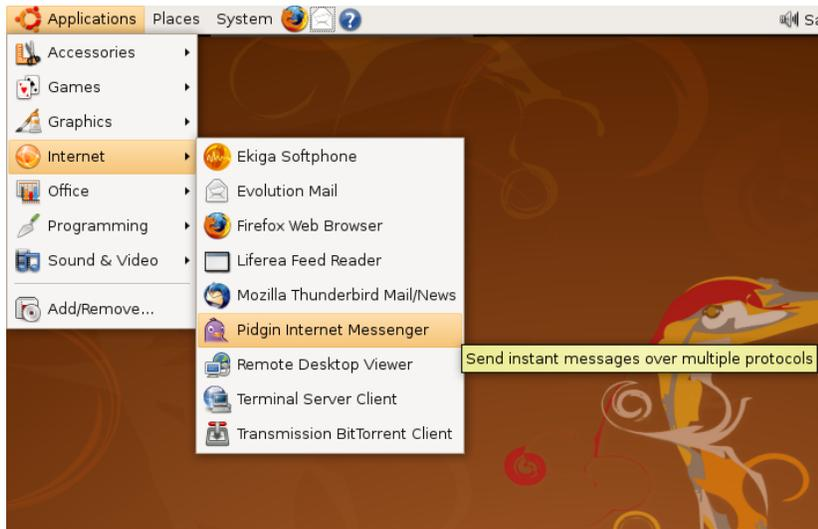 Applications Places System
Accessories
Games
Graphics
Internet
Office
Programming
Sound & Video
Add/Remove...
Ekiga Softphone
Evolution Mail
Firefox Web Browser
Liferea Feed Reader
Mozilla Thunderbird Mail/News
Pidgin Internet Messenger
Remote Desktop Viewer
Terminal Server Client
Transmission BitTorrent Client
Send instant messages over multiple protocols